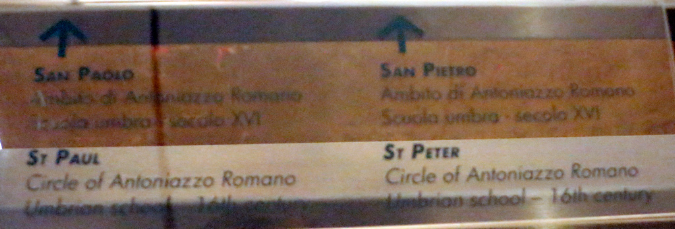 SAN PAOLO
Ambito di Antoniazzo Romano
Scuola umbra - secolo XVI
ST PAUL
Circle of Antoniazzo Romano
Umbrian school - 16th century
SAN PIETRO
Ambito di Antoniazzo Romano
Scuola umbra - secolo XVI
ST PETER
Circle of Antoniazzo Romano
Umbrian school – 16th century